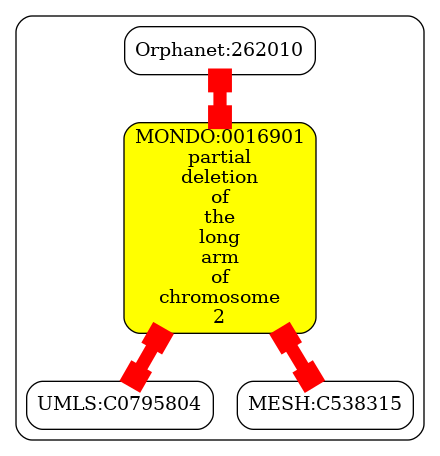 Orphanet:262010
MONDO:0016901
partial
deletion
of
the
long
arm
of
chromosome
2
UMLS:C0795804
MESH:C538315